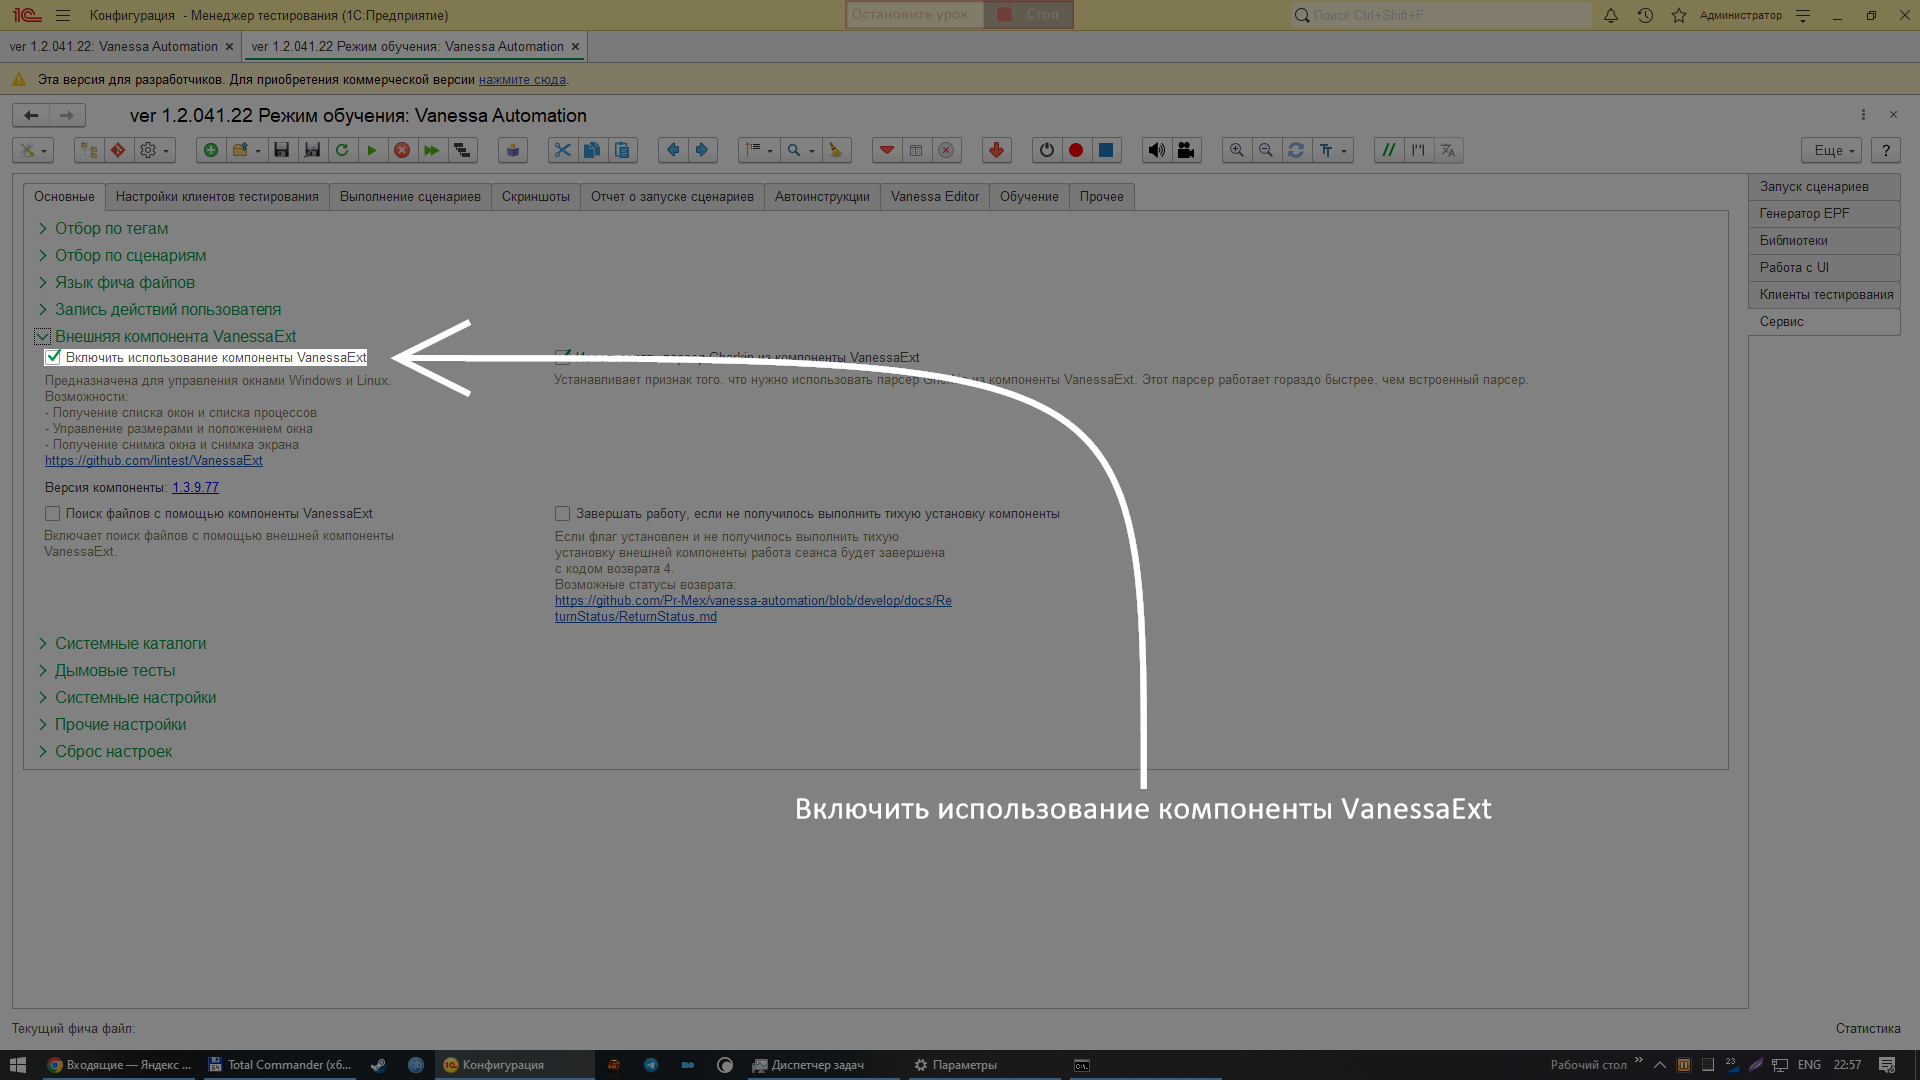 Конфигурация - Менеджер тестирования (1С:Предприятие)
Остановить урок
Стоп
Поиск Ctrl+Shift+F
Администратор
ver 1.2.041.22: Vanessa Automation
ver 1.2.041.22 Режим обучения: Vanessa Automation
Эта версия для разработчиков. Для приобретения коммерческой версии нажмите сюда.
ver 1.2.041.22 Режим обучения: Vanessa Automation
Еще
?
Основные
Настройки клиентов тестирования
Выполнение сценариев
Скриншоты
Отчет о запуске сценариев
Автоинструкции
Vanessa Editor
Обучение
Прочее
Запуск сценариев
Генератор EPF
Библиотеки
Работа с UI
Клиенты тестирования
Сервис
Отбор по тегам
Отбор по сценариям
Язык фича файлов
Запись действий пользователя
Внешняя компонента VanessaExt
Включить использование компоненты VanessaExt
Gherkin из компоненты VanessaExt
Предназначена для управления окнами Windows и Linux.
Возможности:
- Получение списка окон и списка процессов
- Управление размерами и положением окна
- Получение снимка окна и снимка экрана
https://github.com/lintest/VanessaExt
Устанавливает признак того. что нужно использовать парсер Gherkin из компоненты VanessaExt. Этот парсер работает гораздо быстрее, чем встроенный парсер.
Версия компоненты: 1.3.9.77
Поиск файлов с помощью компоненты VanessaExt
Включает поиск файлов с помощью внешней компоненты
VanessaExt.
Завершать работу, если не получилось выполнить тихую установку компоненты
Если флаг установлен и не получилось выполнить тихую
установку внешней компоненты работа сеанса будет завершена
с кодом возврата 4.
Возможные статусы возврата:
https://github.com/Pr-Mex/vanessa-automation/blob/develop/docs/Re
turnStatus/ReturnStatus.md
Системные каталоги
Дымовые тесты
Системные настройки
Прочие настройки
Сброс настроек
Включить использование компоненты VanessaExt
Текущий фича файл:
Статистика
Входящие — Яндекс ...
Total Commander (x6...
Конфигурация
Диспетчер задач
Параметры
Рабочий стол
23
ENG
22:57